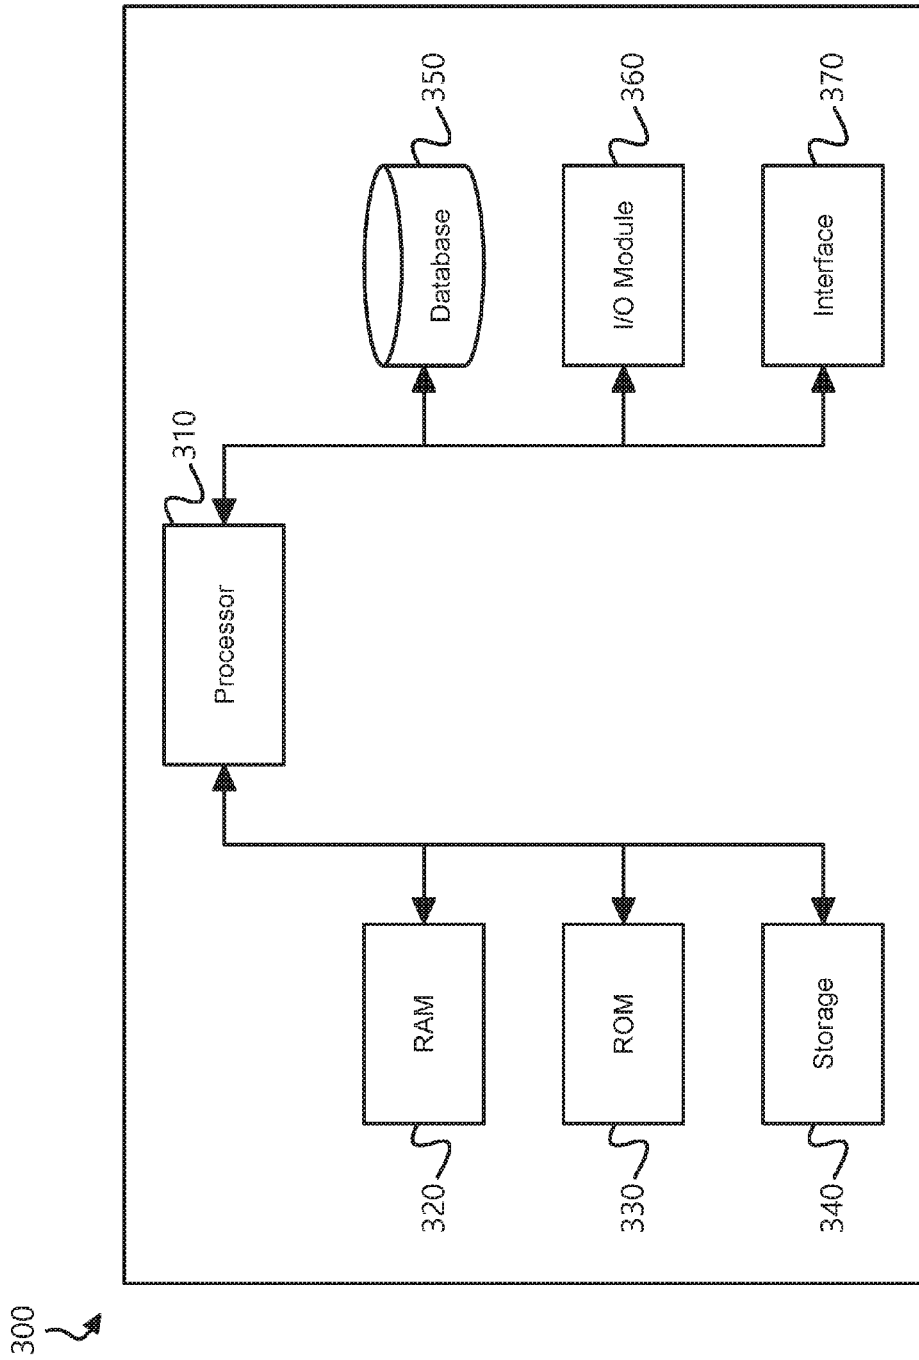 300
Processor
310
RAM
320
Database
350
ROM
330
I/O Module
360
Storage
340
Interface
370